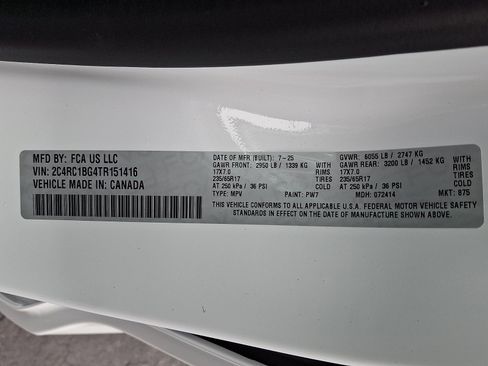 MFD BY: FCA US LLC
VIN: 2C4RC1BG4TR151416
VEHICLE MADE IN: CANADA
DATE OF MFR (BUILT): 7-25 GVWR: 6055 LB / 2747 KG
GAWR FRONT: 2950 LB / 1339 KG GAWR REAR: 3200 LB / 1452 KG
17X7.0 RIMS 17X7.0 RIMS
235/65R17 TIRES 235/65R17 TIRES
AT 250 kPa / 36 PSI AT 250 kPa / 36 PSI
TYPE: MPV PAINT: PW7 MDH: 072414 MKT: 875
THIS VEHICLE CONFORMS TO ALL APPLICABLE U.S.A. FEDERAL MOTOR VEHICLE SAFETY
STANDARDS IN EFFECT ON THE DATE OF MANUFACTURE SHOWN ABOVE.